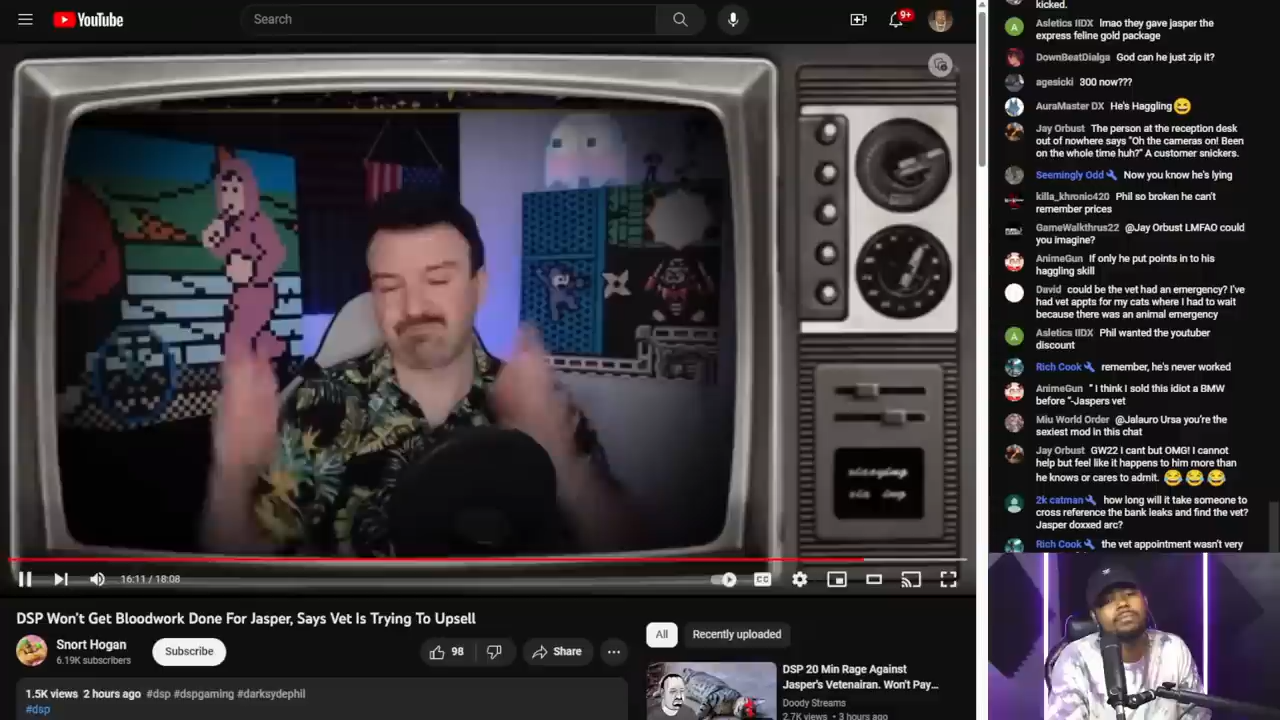 YouTube
Search
9+
kicked.
A
Asletics IIDX lmao they gave jasper the
express feline gold package
DownBeatDialga God can he just zip it?
agesicki 300 now???
AuraMaster DX He's Haggling😆
Jay Orbust The person at the reception desk
out of nowhere says "Oh the cameras on! Been
on the whole time huh?" A customer snickers.
Seemingly Odd Now you know he's lying
killa_khronic420 Phil so broken he can't
remember prices
GameWalkthrus22 @Jay Orbust LMFAO could
you imagine?
AnimeGun If only he put points in to his
haggling skill
David could be the vet had an emergency? I've
had vet appts for my cats where I had to wait
because there was an animal emergency
A
Asletics IIDX Phil wanted the youtuber
discount
Rich Cook remember, he's never worked
AnimeGun " I think I sold this idiot a BMW
before "-Jaspers vet
Miu World Order @Jalauro Ursa you're the
sexiest mod in this chat
Jay Orbust GW22 I cant but OMG! I cannot
help but feel like it happens to him more than
he knows or cares to admit. 😂😂😂
2k catman how long will it take someone to
cross reference the bank leaks and find the vet?
Jasper doxxed arc?
Rich Cook the vet appointment wasn't very
16:11 / 18:08
CC
DSP Won't Get Bloodwork Done For Jasper, Says Vet Is Trying To Upsell
Snort Hogan
6.19K subscribers
Subscribe
98
Share
All
Recently uploaded
1.5K views 2 hours ago #dsp #dspgaming #darksydephil
#dsp
DSP 20 Min Rage Against
Jasper's Vetenairan. Won't Pay...
Doody Streams
2.7K views • 3 hours ago